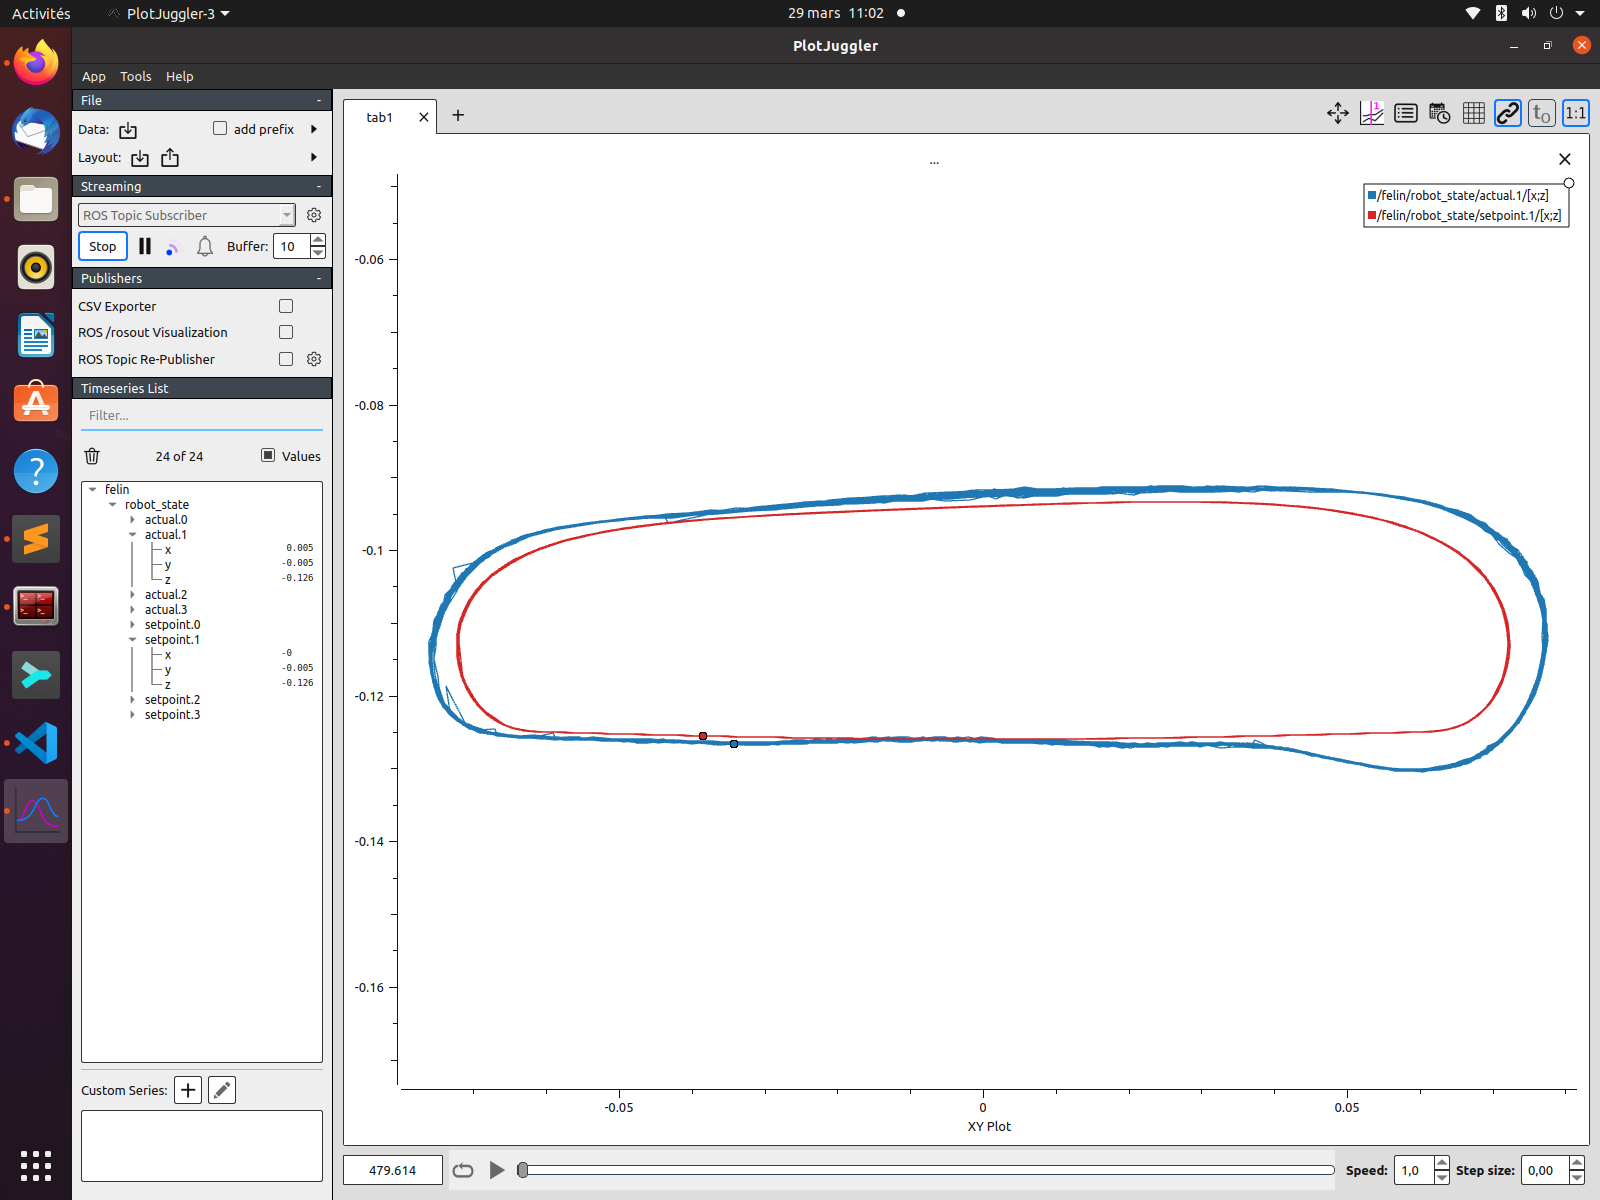 Activités
PlotJuggler-3
29 mars 11:02
PlotJuggler
App Tools Help
File -
Data: add prefix
Layout:
Streaming -
ROS Topic Subscriber
Stop Buffer: 10
Publishers -
CSV Exporter
ROS /rosout Visualization
ROS Topic Re-Publisher
Timeseries List
Filter...
24 of 24 Values
felin
robot_state
actual.0
actual.1
x 0.005
y -0.005
z -0.126
actual.2
actual.3
setpoint.0
setpoint.1
x -0
y -0.005
z -0.126
setpoint.2
setpoint.3
Custom Series:
tab1
1
t0
1:1
...
/felin/robot_state/actual.1/[x;z]
/felin/robot_state/setpoint.1/[x;z]
-0.06
-0.08
-0.1
-0.12
-0.14
-0.16
-0.05 0 0.05
XY Plot
479.614
Speed: 1,0 Step size: 0,00